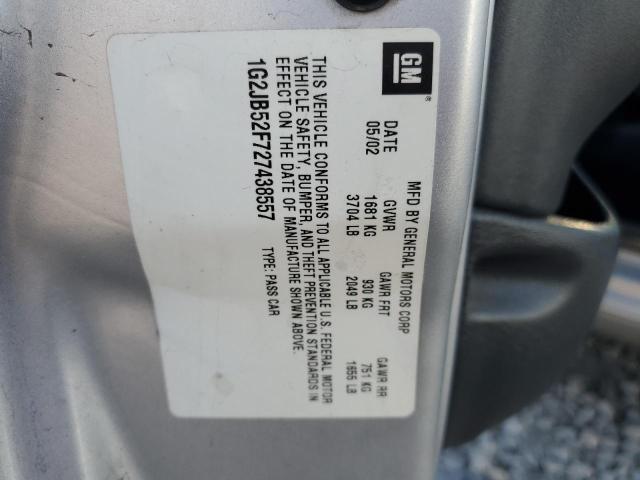 GM
®
MFD BY GENERAL MOTORS CORP
DATE GVWR GAWR FRT GAWR RR
05/02 1681 KG 930 KG 751 KG
3704 LB 2049 LB 1655 LB
THIS VEHICLE CONFORMS TO ALL APPLICABLE U.S. FEDERAL MOTOR
VEHICLE SAFETY, BUMPER, AND THEFT PREVENTION STANDARDS IN
EFFECT ON THE DATE OF MANUFACTURE SHOWN ABOVE.
1G2JB52F727438557 TYPE: PASS CAR